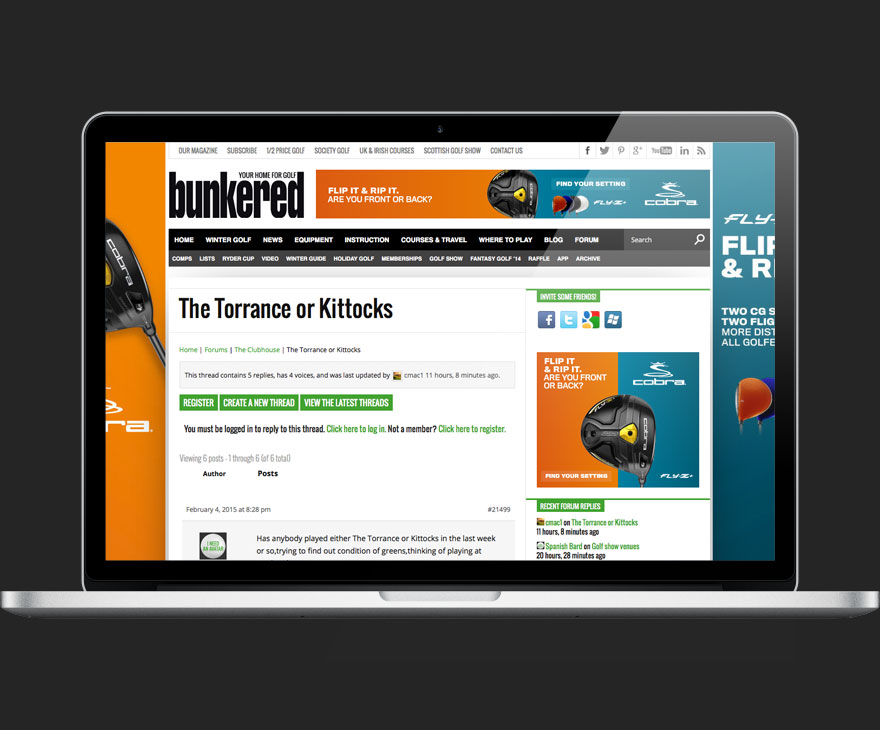 OUR MAGAZINE SUBSCRIBE 1/2 PRICE GOLF SOCIETY GOLF UK & IRISH COURSES SCOTTISH GOLF SHOW CONTACT US
You Tube
YOUR HOME FOR GOLF
bunkered
FLIP IT & RIP IT.
ARE YOU FRONT OR BACK?
FIND YOUR SETTING
FLY-Z+
cobra
HOME WINTER GOLF NEWS EQUIPMENT INSTRUCTION COURSES & TRAVEL WHERE TO PLAY BLOG FORUM Search
COMPS LISTS RYDER CUP VIDEO WINTER GUIDE HOLIDAY GOLF MEMBERSHIPS GOLF SHOW FANTASY GOLF '14 RAFFLE APP ARCHIVE
The Torrance or Kittocks
Home | Forums | The Clubhouse | The Torrance or Kittocks
This thread contains 5 replies, has 4 voices, and was last updated by cmac1 11 hours, 8 minutes ago.
REGISTER CREATE A NEW THREAD VIEW THE LATEST THREADS
You must be logged in to reply to this thread. Click here to log in. Not a member? Click here to register.
Viewing 6 posts - 1 through 6 (of 6 total)
Author Posts
February 4, 2015 at 8:28 pm #21499
I NEED
AN AVATAR
Has anybody played either The Torrance or Kittocks in the last week
or so,trying to find out condition of greens,thinking of playing at
INVITE SOME FRIENDS!
FLIP IT
& RIP IT.
ARE YOU FRONT
OR BACK?
cobra
cobra
FIND YOUR SETTING
FLY-Z+
RECENT FORUM REPLIES
cmac1 on The Torrance or Kittocks
11 hours, 8 minutes ago
Spanish Bard on Golf show venues
20 hours, 28 minutes ago
cobra
ra.
FLY-
FLIP
& R
TWO CG S
TWO FLIG
MORE DIST
ALL GOLFE